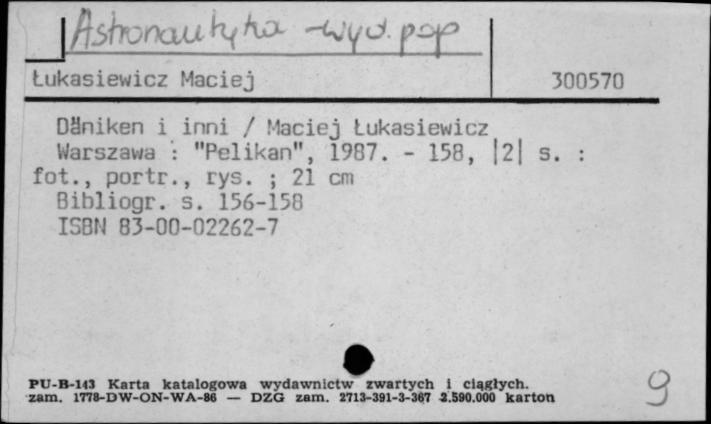 Astronautyka - wyd. pop
Łukasiewicz Maciej 300570
Däniken i inni / Maciej Łukasiewicz
Warszawa : "Pelikan", 1987. - 158, |2| s. :
fot., portr., rys. ; 21 cm
Bibliogr. s. 156-158
ISBN 83-00-02262-7
PU-B-143 Karta katalogowa wydawnictw zwartych i ciągłych.
zam. 1778-DW-ON-WA-86 — DZG zam. 2713-391-3-367 2.590.000 karton
9